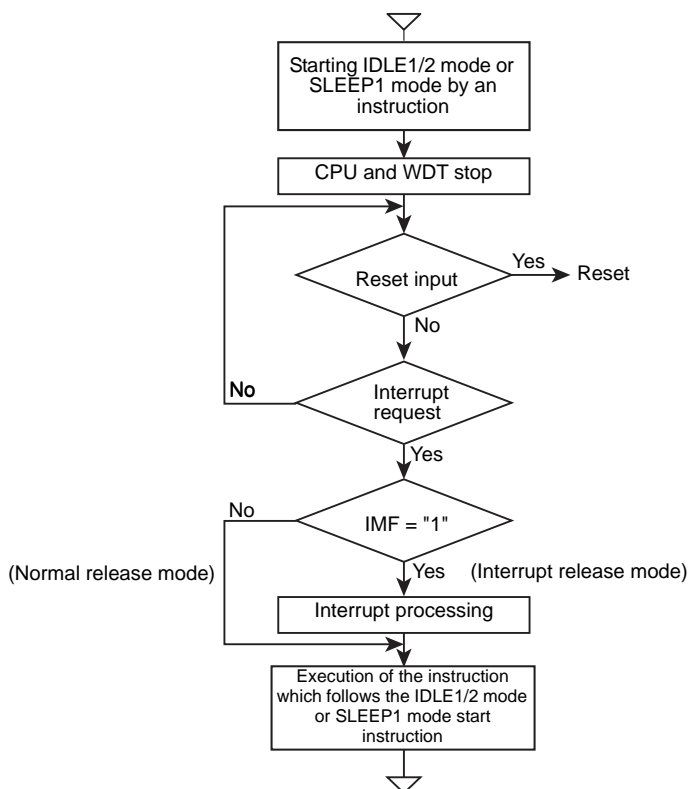 Starting IDLE1/2 mode or
SLEEP1 mode by an
instruction
CPU and WDT stop
Reset input
Yes
Reset
No
Interrupt
request
No
Yes
IMF = "1"
No
(Normal release mode)
Yes
(Interrupt release mode)
Interrupt processing
Execution of the instruction
which follows the IDLE1/2 mode
or SLEEP1 mode start
instruction